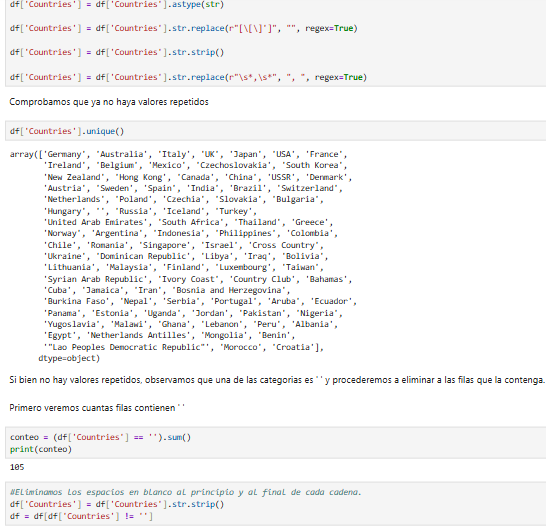 df['Countries'] = df['Countries'].astype(str)
df['Countries'] = df['Countries'].str.replace(r"[\[\]']", "", regex=True)
df['Countries'] = df['Countries'].str.strip()
df['Countries'] = df['Countries'].str.replace(r"\s*,\s*", ", ", regex=True)
Comprobamos que ya no haya valores repetidos
df['Countries'].unique()
array(['Germany', 'Australia', 'Italy', 'UK', 'Japan', 'USA', 'France',
'Ireland', 'Belgium', 'Mexico', 'Czechoslovakia', 'South Korea',
'New Zealand', 'Hong Kong', 'Canada', 'China', 'USSR', 'Denmark',
'Austria', 'Sweden', 'Spain', 'India', 'Brazil', 'Switzerland',
'Netherlands', 'Poland', 'Czechia', 'Slovakia', 'Bulgaria',
'Hungary', '', 'Russia', 'Iceland', 'Turkey',
'United Arab Emirates', 'South Africa', 'Thailand', 'Greece',
'Norway', 'Argentina', 'Indonesia', 'Philippines', 'Colombia',
'Chile', 'Romania', 'Singapore', 'Israel', 'Cross Country',
'Ukraine', 'Dominican Republic', 'Libya', 'Iraq', 'Bolivia',
'Lithuania', 'Malaysia', 'Finland', 'Luxembourg', 'Taiwan',
'Syrian Arab Republic', 'Ivory Coast', 'Country Club', 'Bahamas',
'Cuba', 'Jamaica', 'Iran', 'Bosnia and Herzegovina',
'Burkina Faso', 'Nepal', 'Serbia', 'Portugal', 'Aruba', 'Ecuador',
'Panama', 'Estonia', 'Uganda', 'Jordan', 'Pakistan', 'Nigeria',
'Yugoslavia', 'Malawi', 'Ghana', 'Lebanon', 'Peru', 'Albania',
'Egypt', 'Netherlands Antilles', 'Mongolia', 'Benin',
'"Lao Peoples Democratic Republic"', 'Morocco', 'Croatia'],
dtype=object)
Si bien no hay valores repetidos, observamos que una de las categorias es ' ' y procederemos a eliminar a las filas que la contenga.
Primero veremos cuantas filas contienen ' '
conteo = (df['Countries'] == '').sum()
print(conteo)
105
#Eliminamos los espacios en blanco al principio y al final de cada cadena.
df['Countries'] = df['Countries'].str.strip()
df = df[df['Countries'] != '']